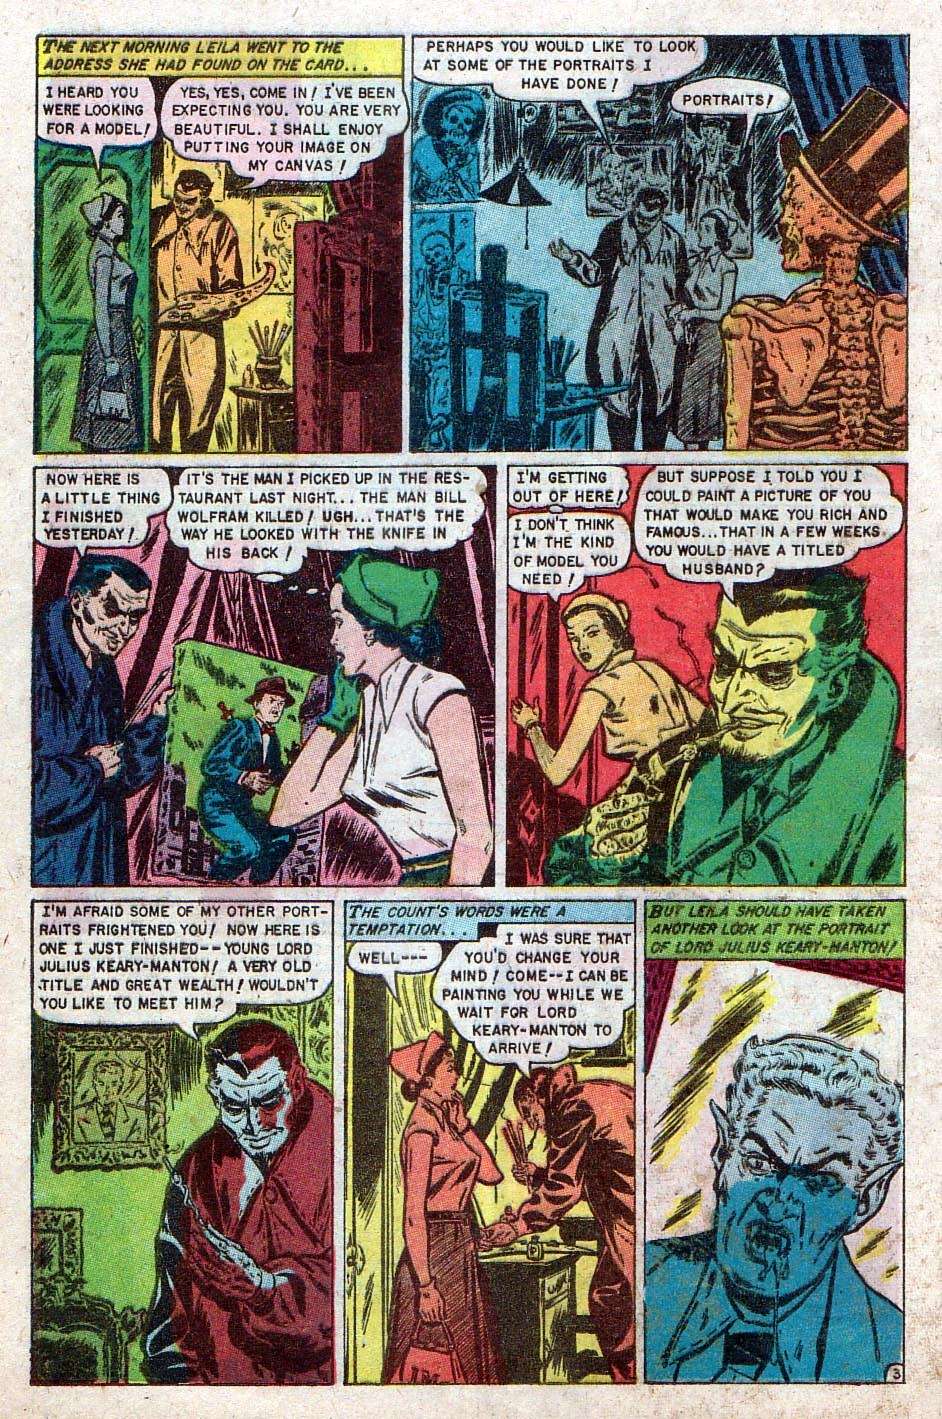 THE NEXT MORNING LEILA WENT TO THE
ADDRESS SHE HAD FOUND ON THE CARD...
I HEARD YOU
WERE LOOKING
FOR A MODEL!
YES, YES, COME IN! I'VE BEEN
EXPECTING YOU. YOU ARE VERY
BEAUTIFUL. I SHALL ENJOY
PUTTING YOUR IMAGE ON
MY CANVAS!
PERHAPS YOU WOULD LIKE TO LOOK
AT SOME OF THE PORTRAITS I
HAVE DONE!
PORTRAITS!
NOW HERE IS
A LITTLE THING
I FINISHED
YESTERDAY!
IT'S THE MAN I PICKED UP IN THE RES-
TAURANT LAST NIGHT... THE MAN BILL
WOLFRAM KILLED! UGH...THAT'S THE
WAY HE LOOKED WITH THE KNIFE IN
HIS BACK!
I'M GETTING
OUT OF HERE!
I DON'T THINK
I'M THE KIND
OF MODEL YOU
NEED!
BUT SUPPOSE I TOLD YOU I
COULD PAINT A PICTURE OF YOU
THAT WOULD MAKE YOU RICH AND
FAMOUS...THAT IN A FEW WEEKS
YOU WOULD HAVE A TITLED
HUSBAND?
I'M AFRAID SOME OF MY OTHER PORT-
RAITS FRIGHTENED YOU! NOW HERE IS
ONE I JUST FINISHED--YOUNG LORD
JULIUS KEARY-MANTON! A VERY OLD
TITLE AND GREAT WEALTH! WOULDN'T
YOU LIKE TO MEET HIM?
THE COUNT'S WORDS WERE A
TEMPTATION...
WELL---
I WAS SURE THAT
YOU'D CHANGE YOUR
MIND! COME--I CAN BE
PAINTING YOU WHILE WE
WAIT FOR LORD
KEARY-MANTON TO
ARRIVE!
BUT LEILA SHOULD HAVE TAKEN
ANOTHER LOOK AT THE PORTRAIT
OF LORD JULIUS KEARY-MANTON!
3